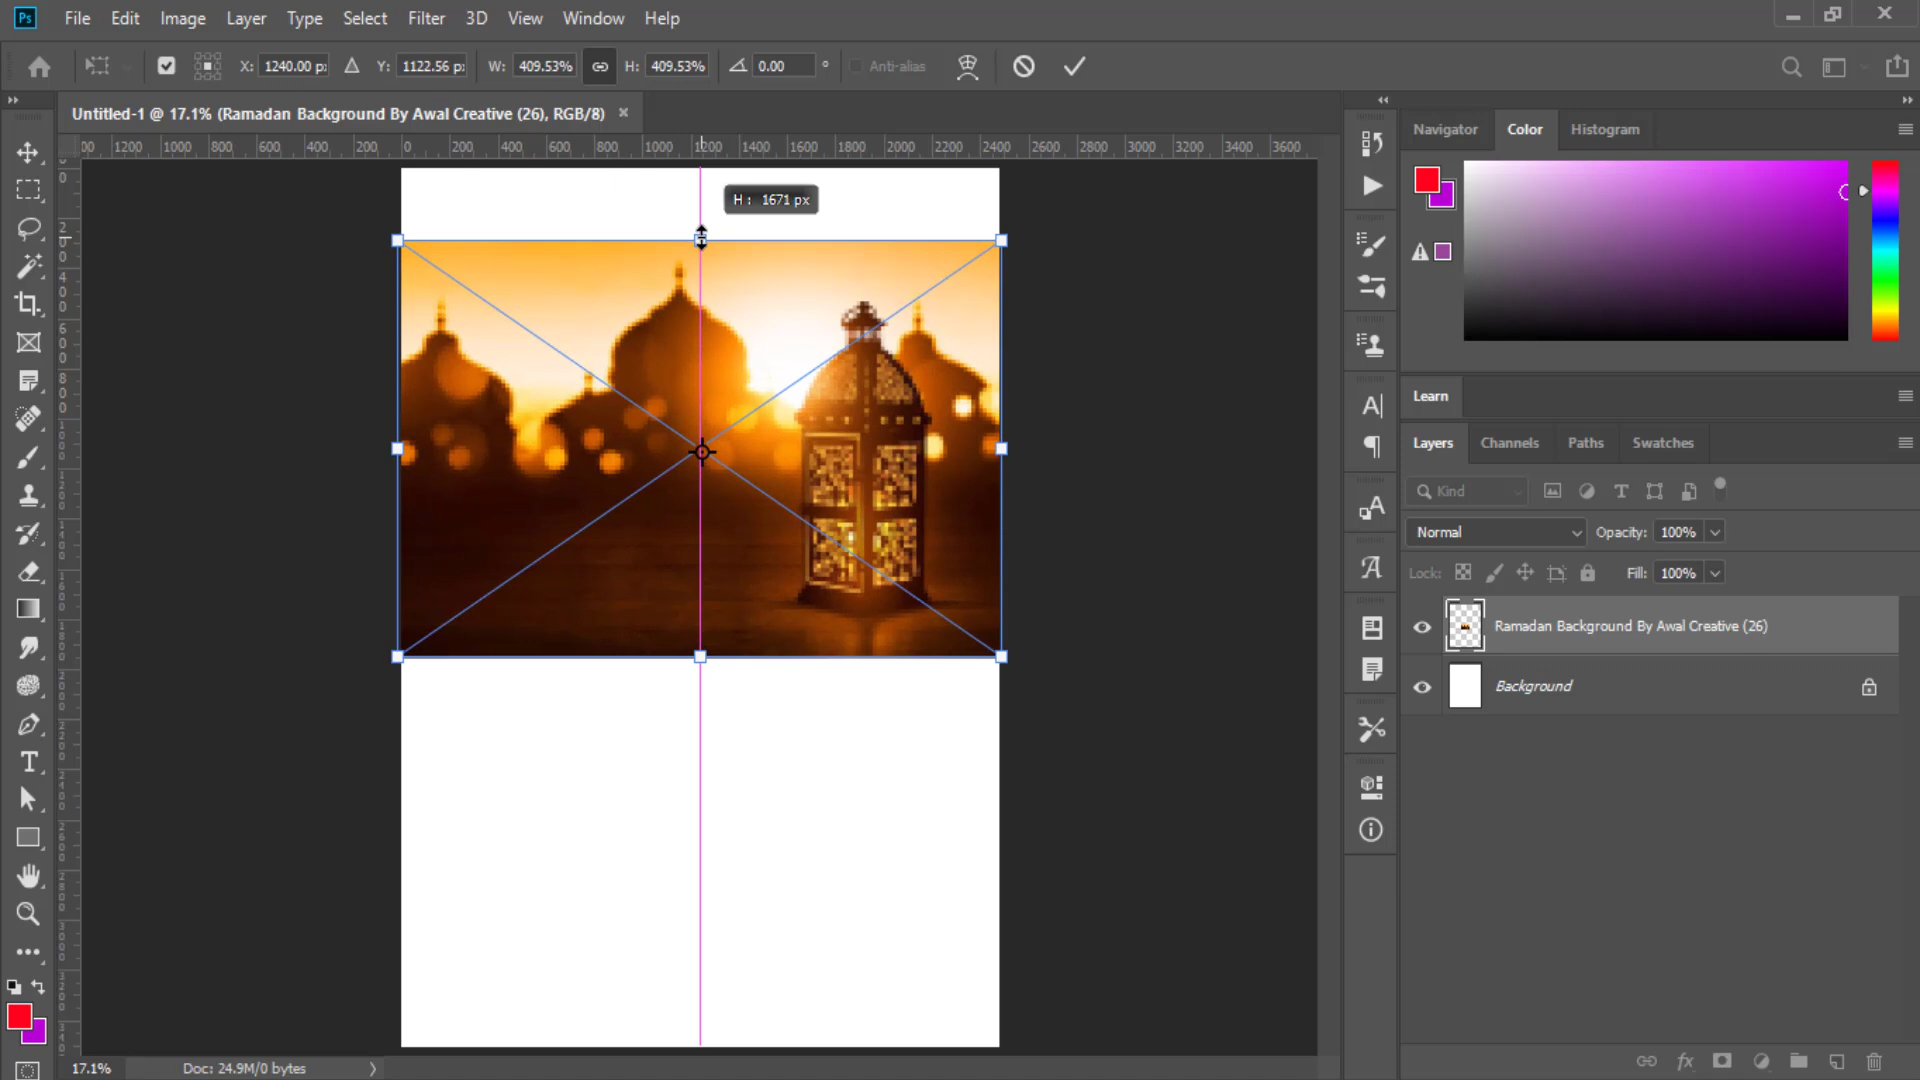 Ps File Edit Image Layer Type Select Filter 3D View Window Help
X: 1240.00 p Y: 1122.56 p W: 409.53% H: 409.53% 0.00 ° Anti-alias
Untitled-1 @ 17.1% (Ramadan Background By Awal Creative (26), RGB/8) ×
00 1200 1000 800 600 400 200 0 200 400 600 800 1000 1200 1400 1600 1800 2000 2200 2400 2600 2800 3000 3200 3400 3600
H : 1671 px
Navigator Color Histogram
Learn
Layers Channels Paths Swatches
Kind
Normal Opacity: 100%
Lock: Fill: 100%
Ramadan Background By Awal Creative (26)
Background
17.1% Doc: 24.9M/0 bytes